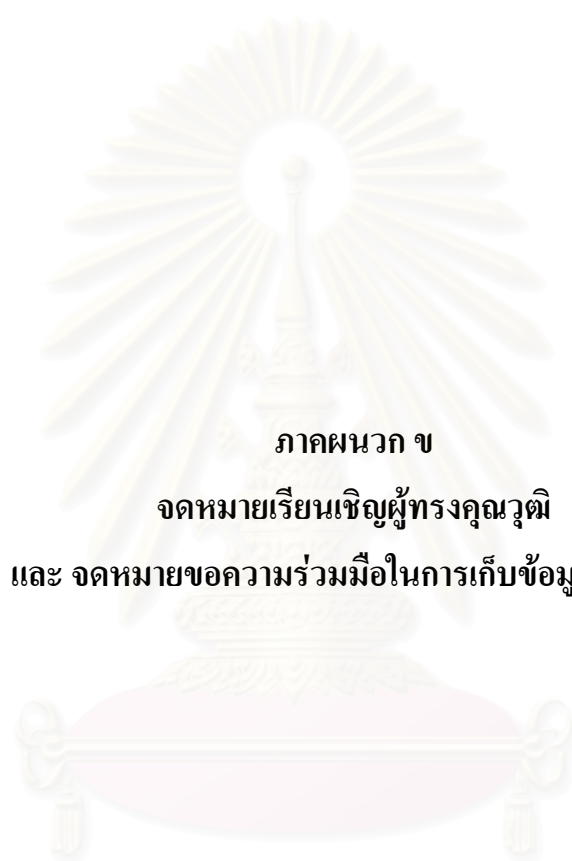 ภาคผนวก ข
จดหมายเรียนเชิญผู้ทรงคุณวุฒิ
และ จดหมายขอความร่วมมือในการเก็บ